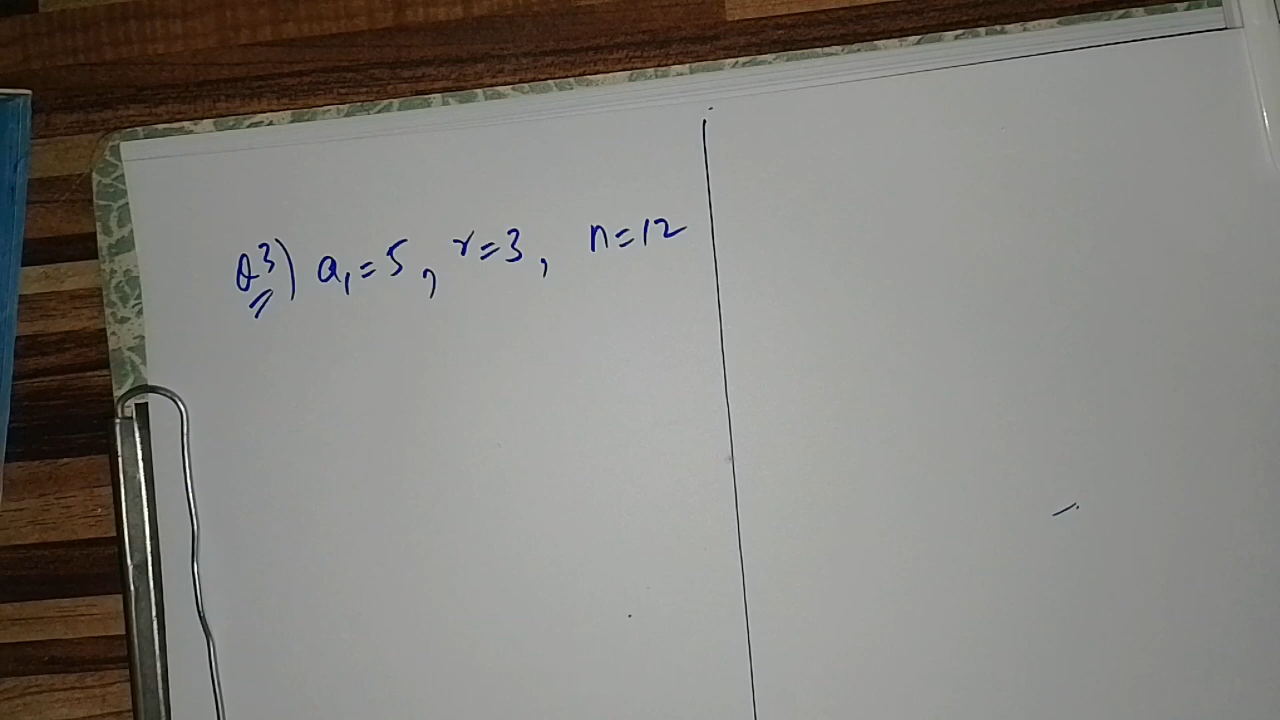 Q3) a₁=5, r=3, n=12